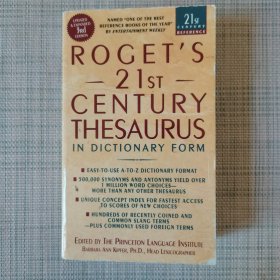 UPDATED
& EXPANDED
3RD
EDITION
NAMED "ONE OF THE BEST
REFERENCE BOOKS OF THE YEAR"
BY ENTERTAINMENT WEEKLY
21st
CENTURY
REFERENCE
ROGET'S
21ST
CENTURY
THESAURUS
IN DICTIONARY FORM
EASY-TO-USE A-TO-Z DICTIONARY FORMAT
500,000 SYNONYMS AND ANTONYMS YIELD OVER
1 MILLION WORD CHOICES—
MORE THAN ANY OTHER THESAURUS
UNIQUE CONCEPT INDEX FOR FASTEST ACCESS
TO SCORES OF NEW CHOICES
HUNDREDS OF RECENTLY COINED AND
COMMON SLANG TERMS
—PLUS COMMONLY USED FOREIGN TERMS
EDITED BY THE PRINCETON LANGUAGE INSTITUTE
BARBARA ANN KIPFER, PH.D., HEAD LEXICOGRAPHER